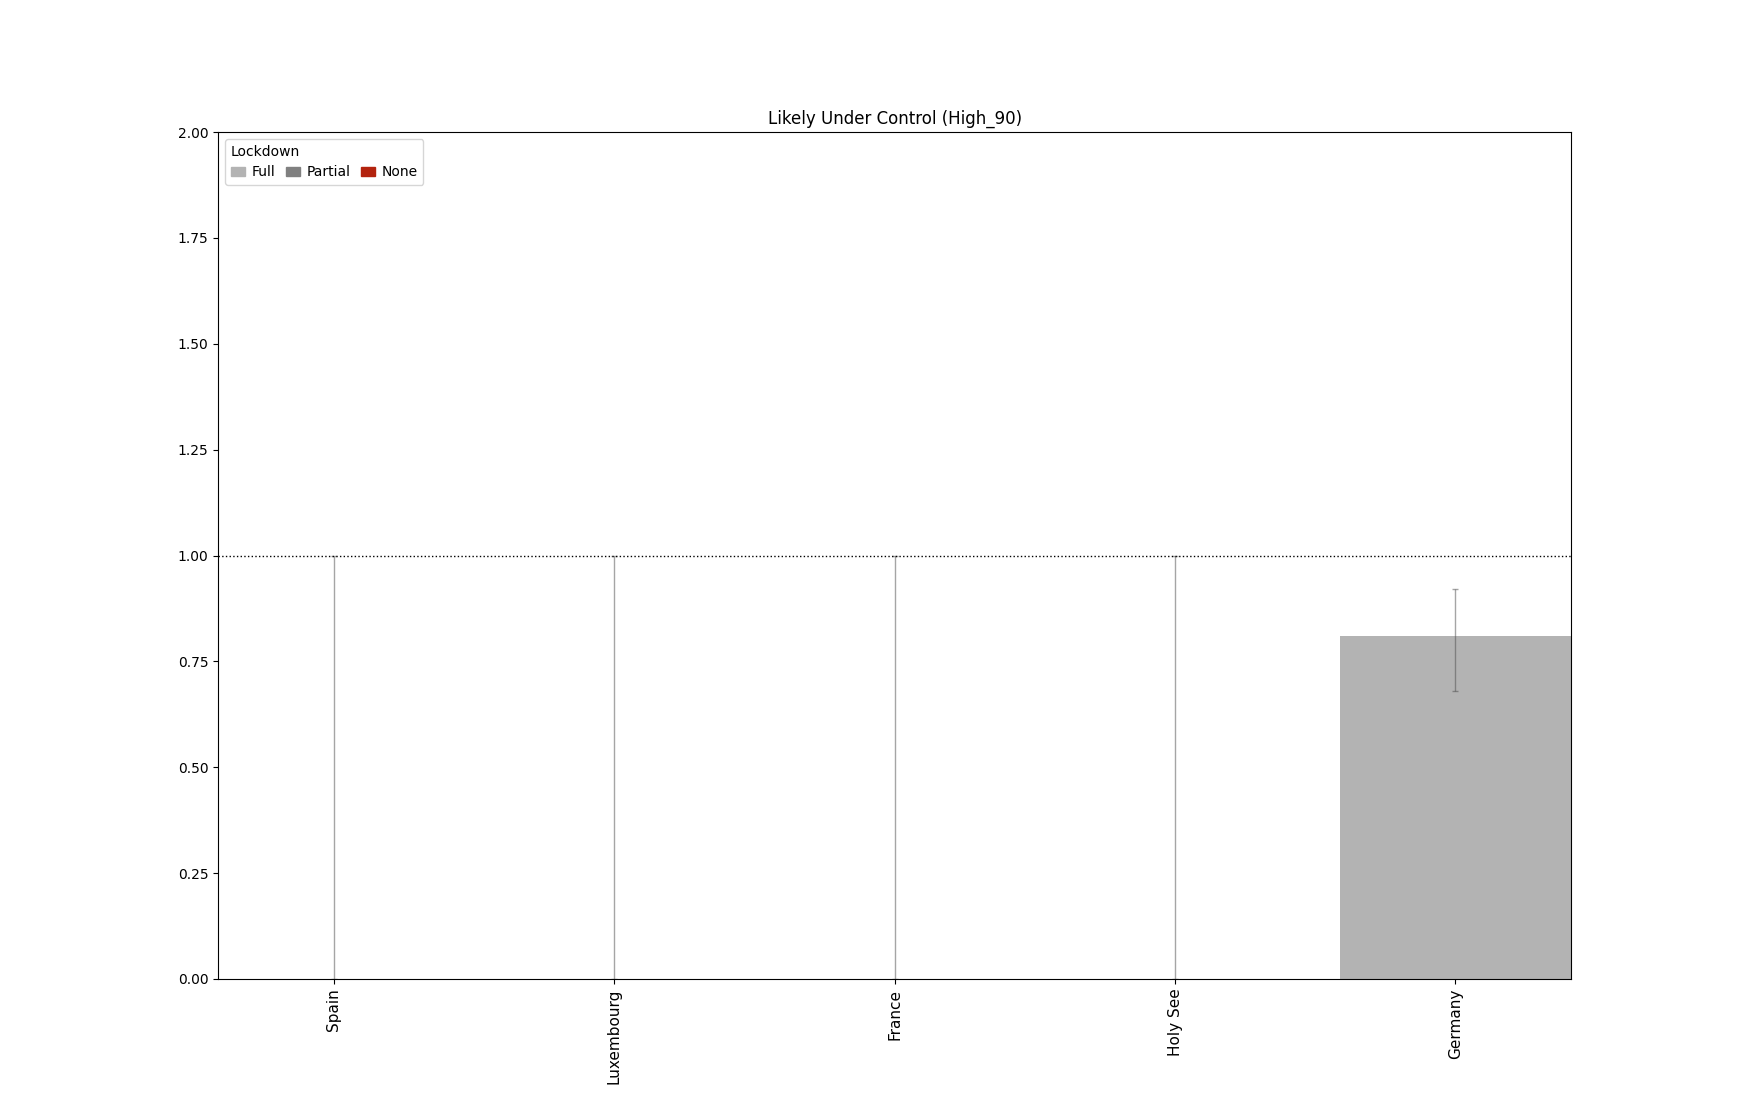 Likely Under Control (High_90)
2.00
Lockdown
Full Partial None
1.75
1.50
1.25
1.00
0.75
0.50
0.25
0.00
Spain
Luxembourg
France
Holy See
Germany